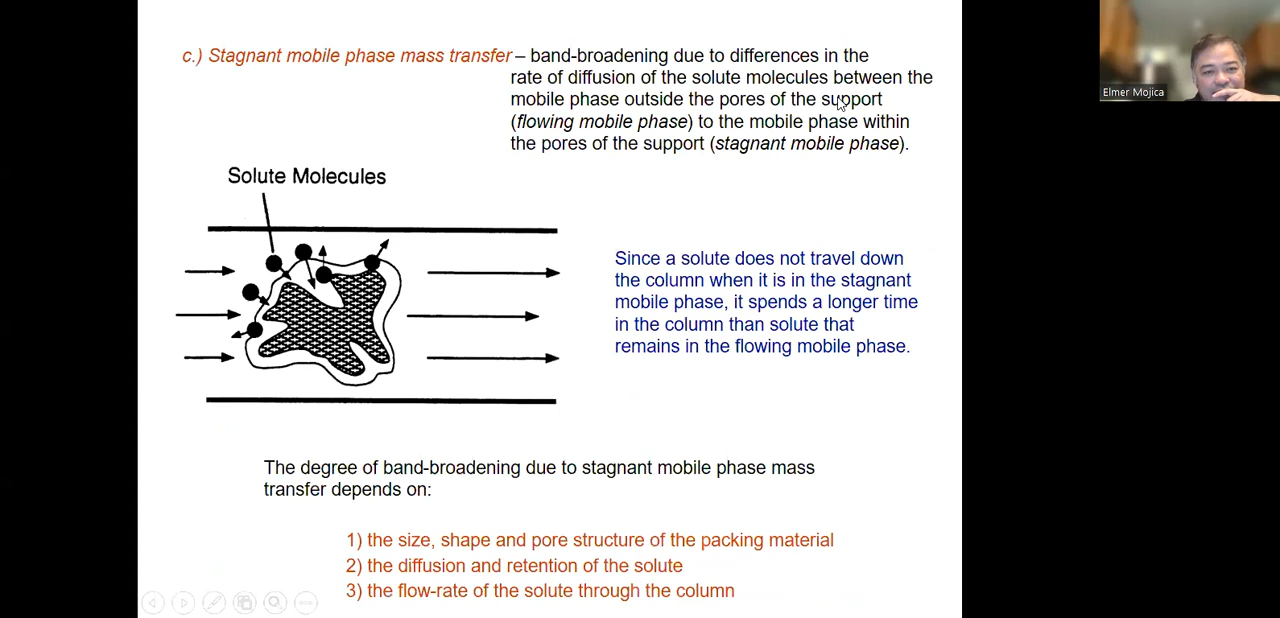 c.) Stagnant mobile phase mass transfer – band-broadening due to differences in the
rate of diffusion of the solute molecules between the
mobile phase outside the pores of the support
(flowing mobile phase) to the mobile phase within
the pores of the support (stagnant mobile phase).
Elmer Mojica
Solute Molecules
Since a solute does not travel down
the column when it is in the stagnant
mobile phase, it spends a longer time
in the column than solute that
remains in the flowing mobile phase.
The degree of band-broadening due to stagnant mobile phase mass
transfer depends on:
1) the size, shape and pore structure of the packing material
2) the diffusion and retention of the solute
3) the flow-rate of the solute through the column